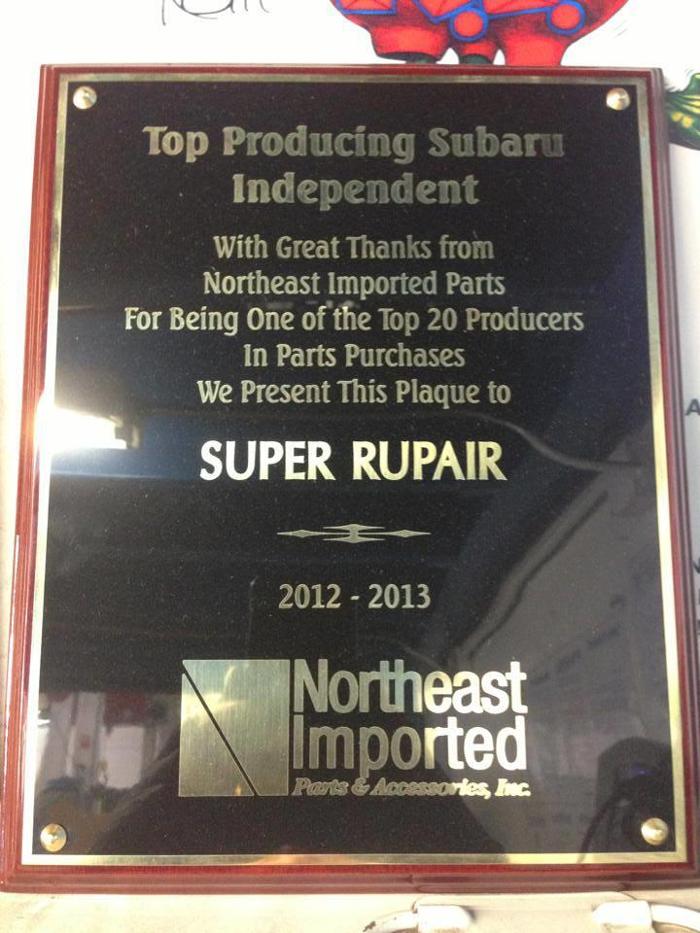 Top Producing Subaru
Independent
With Great Thanks from
Northeast Imported Parts
For Being One of the Top 20 Producers
In Parts Purchases
We Present This Plaque to
SUPER RUPAIR
2012 - 2013
Northeast
Imported
Parts & Accessories, Inc.